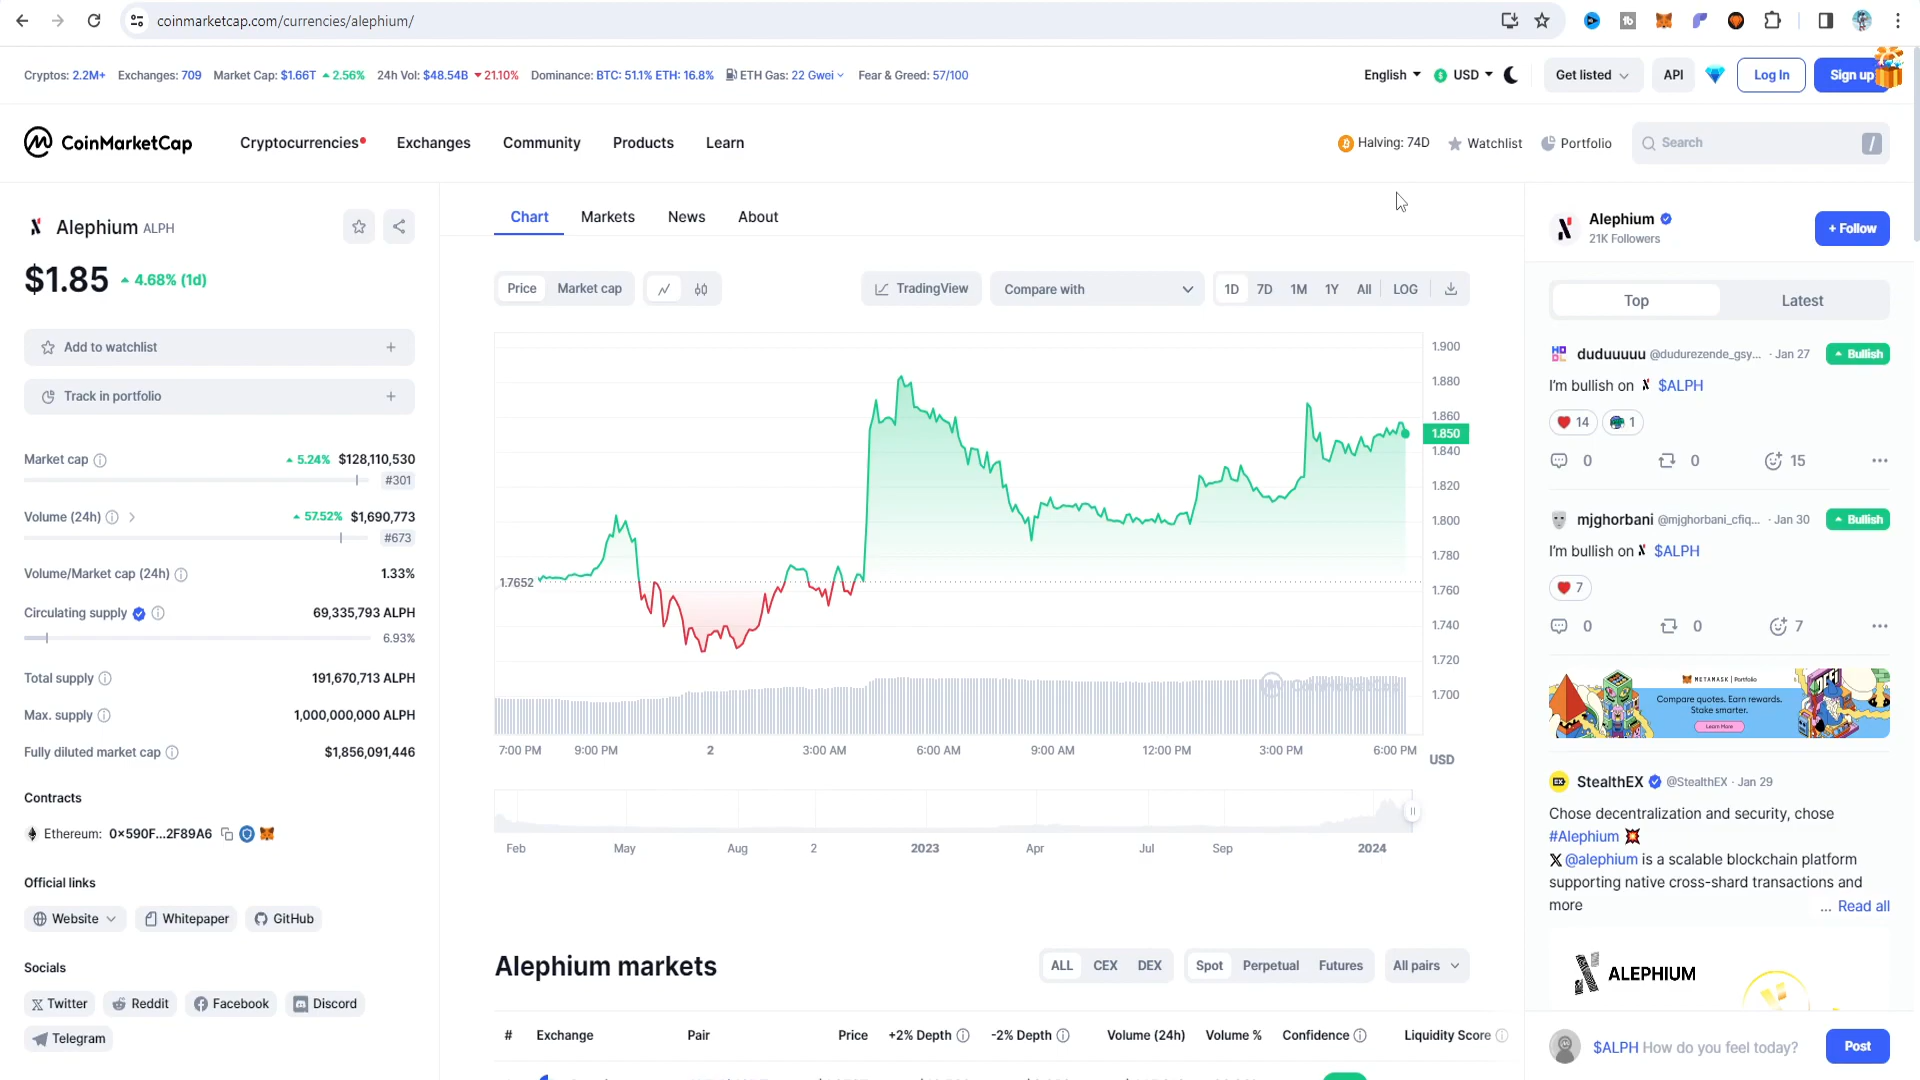 coinmarketcap.com/currencies/alephium/
Cryptos: 2.2M+ Exchanges: 709 Market Cap: $1.66T 2.56% 24h Vol: $48.54B 21.10% Dominance: BTC: 51.1% ETH: 16.8% ETH Gas: 22 Gwei Fear & Greed: 57/100
English USD Get listed API Log In Sign up
CoinMarketCap Cryptocurrencies Exchanges Community Products Learn
Halving: 74D Watchlist Portfolio Search /
Alephium ALPH
$1.85 4.68% (1d)
Add to watchlist +
Track in portfolio +
Market cap 5.24% $128,110,530
#301
Volume (24h) 57.52% $1,690,773
#673
Volume/Market cap (24h) 1.33%
Circulating supply 69,335,793 ALPH
6.93%
Total supply 191,670,713 ALPH
Max. supply 1,000,000,000 ALPH
Fully diluted market cap $1,856,091,446
Contracts
Ethereum: 0x590F...2F89A6
Official links
Website Whitepaper GitHub
Socials
Twitter Reddit Facebook Discord
Telegram
Chart Markets News About
Price Market cap TradingView Compare with 1D 7D 1M 1Y All LOG
1.900
1.880
1.860
1.850
1.840
1.820
1.800
1.780
1.7652
1.760
1.740
1.720
1.700
CoinMarketCap
7:00 PM 9:00 PM 2 3:00 AM 6:00 AM 9:00 AM 12:00 PM 3:00 PM 6:00 PM
USD
Feb May Aug 2 2023 Apr Jul Sep 2024
Alephium markets ALL CEX DEX Spot Perpetual Futures All pairs
# Exchange Pair Price +2% Depth -2% Depth Volume (24h) Volume % Confidence Liquidity Score
Alephium
21K Followers
+ Follow
Top Latest
duduuuuu @dudurezende_gsy... · Jan 27 Bullish
I'm bullish on $ALPH
14 1
0 0 15 ...
mjghorbani @mjghorbani_cfiq... · Jan 30 Bullish
I'm bullish on $ALPH
7
0 0 7 ...
METAMASK | Portfolio
Compare quotes. Earn rewards.
Stake smarter.
Learn More
StealthEX @StealthEX · Jan 29
Chose decentralization and security, chose
#Alephium
@alephium is a scalable blockchain platform
supporting native cross-shard transactions and
more
... Read all
ALEPHIUM
$ALPH How do you feel today? Post